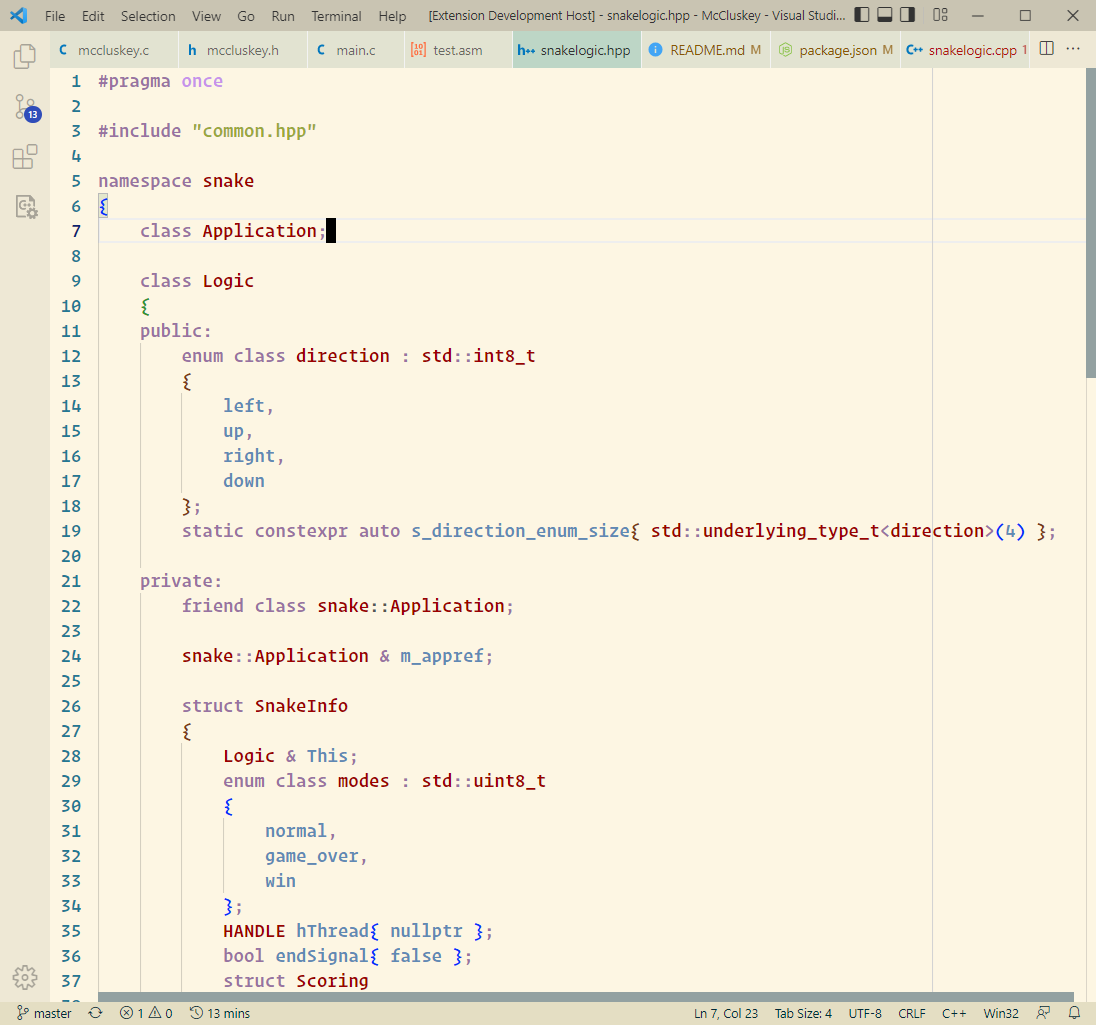 File Edit Selection View Go Run Terminal Help [Extension Development Host] - snakelogic.hpp - McCluskey - Visual Studi...
C mccluskey.c h mccluskey.h C main.c test.asm h++ snakelogic.hpp README.md M package.json M C++ snakelogic.cpp 1 ...
13
1 #pragma once
2
3 #include "common.hpp"
4
5 namespace snake
6 {
7 class Application;
8
9 class Logic
10 {
11 public:
12 enum class direction : std::int8_t
13 {
14 left,
15 up,
16 right,
17 down
18 };
19 static constexpr auto s_direction_enum_size{ std::underlying_type_t<direction>(4) };
20
21 private:
22 friend class snake::Application;
23
24 snake::Application & m_appref;
25
26 struct SnakeInfo
27 {
28 Logic & This;
29 enum class modes : std::uint8_t
30 {
31 normal,
32 game_over,
33 win
34 };
35 HANDLE hThread{ nullptr };
36 bool endSignal{ false };
37 struct Scoring
master 1 0 13 mins Ln 7, Col 23 Tab Size: 4 UTF-8 CRLF C++ Win32